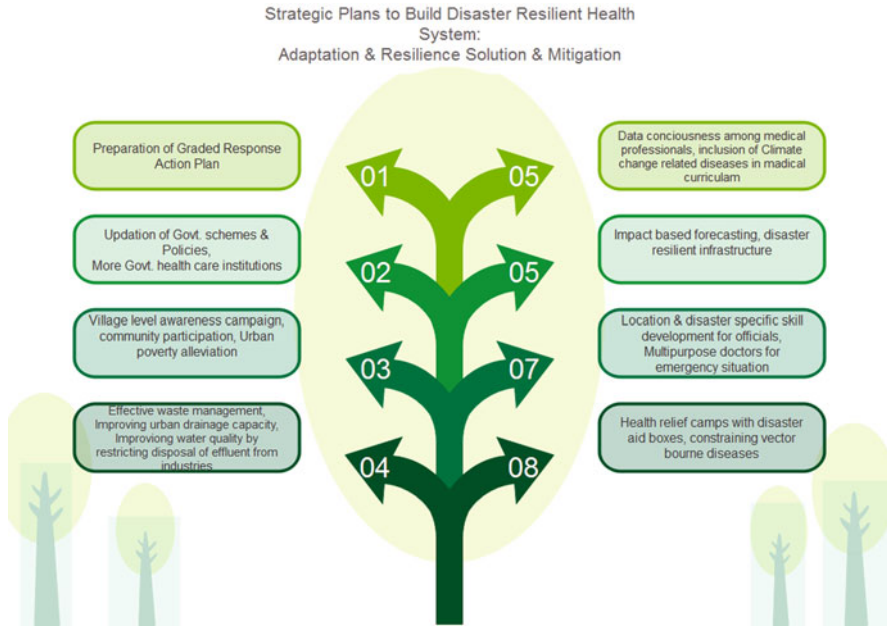 Strategic Plans to Build Disaster Resilient Health
System:
Adaptation & Resilience Solution & Mitigation
Preparation of Graded Response
Action Plan
01
05
Data conciousness among medical
professionals, inclusion of Climate
change related diseases in madical
curriculam
Updation of Govt. schemes &
Policies,
More Govt. health care institutions
02
05
Impact based forecasting, disaster
resilient infrastructure
Village level awareness campaign,
community participation, Urban
poverty alleviation
03
07
Location & disaster specific skill
development for officials,
Multipurpose doctors for
emergency situation
Effective waste management,
Improving urban drainage capacity,
Improviong water quality by
restricting disposal of effluent from
industries
04
08
Health relief camps with disaster
aid boxes, constraining vector
bourne diseases